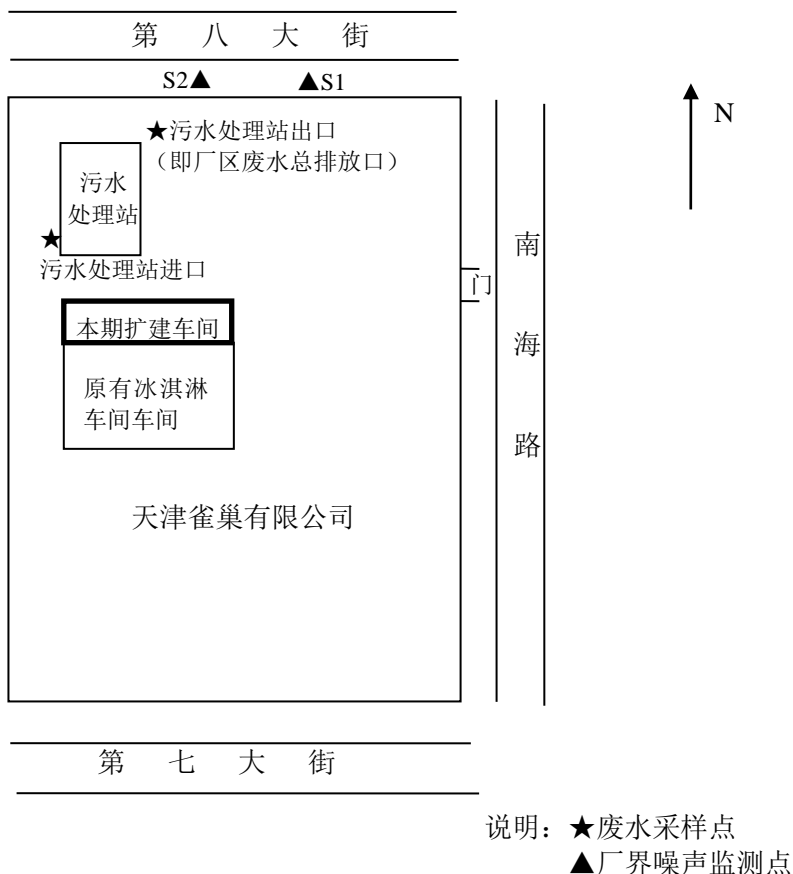 第 八 大 街
S2▲ ▲S1
N
★污水处理站出口
（即厂区废水总排放口）
污水
处理站
★
污水处理站进口
门
南
海
路
本期扩建车间
原有冰淇淋
车间车间
天津雀巢有限公司
第 七 大 街
说明：★废水采样点
▲厂界噪声监测点